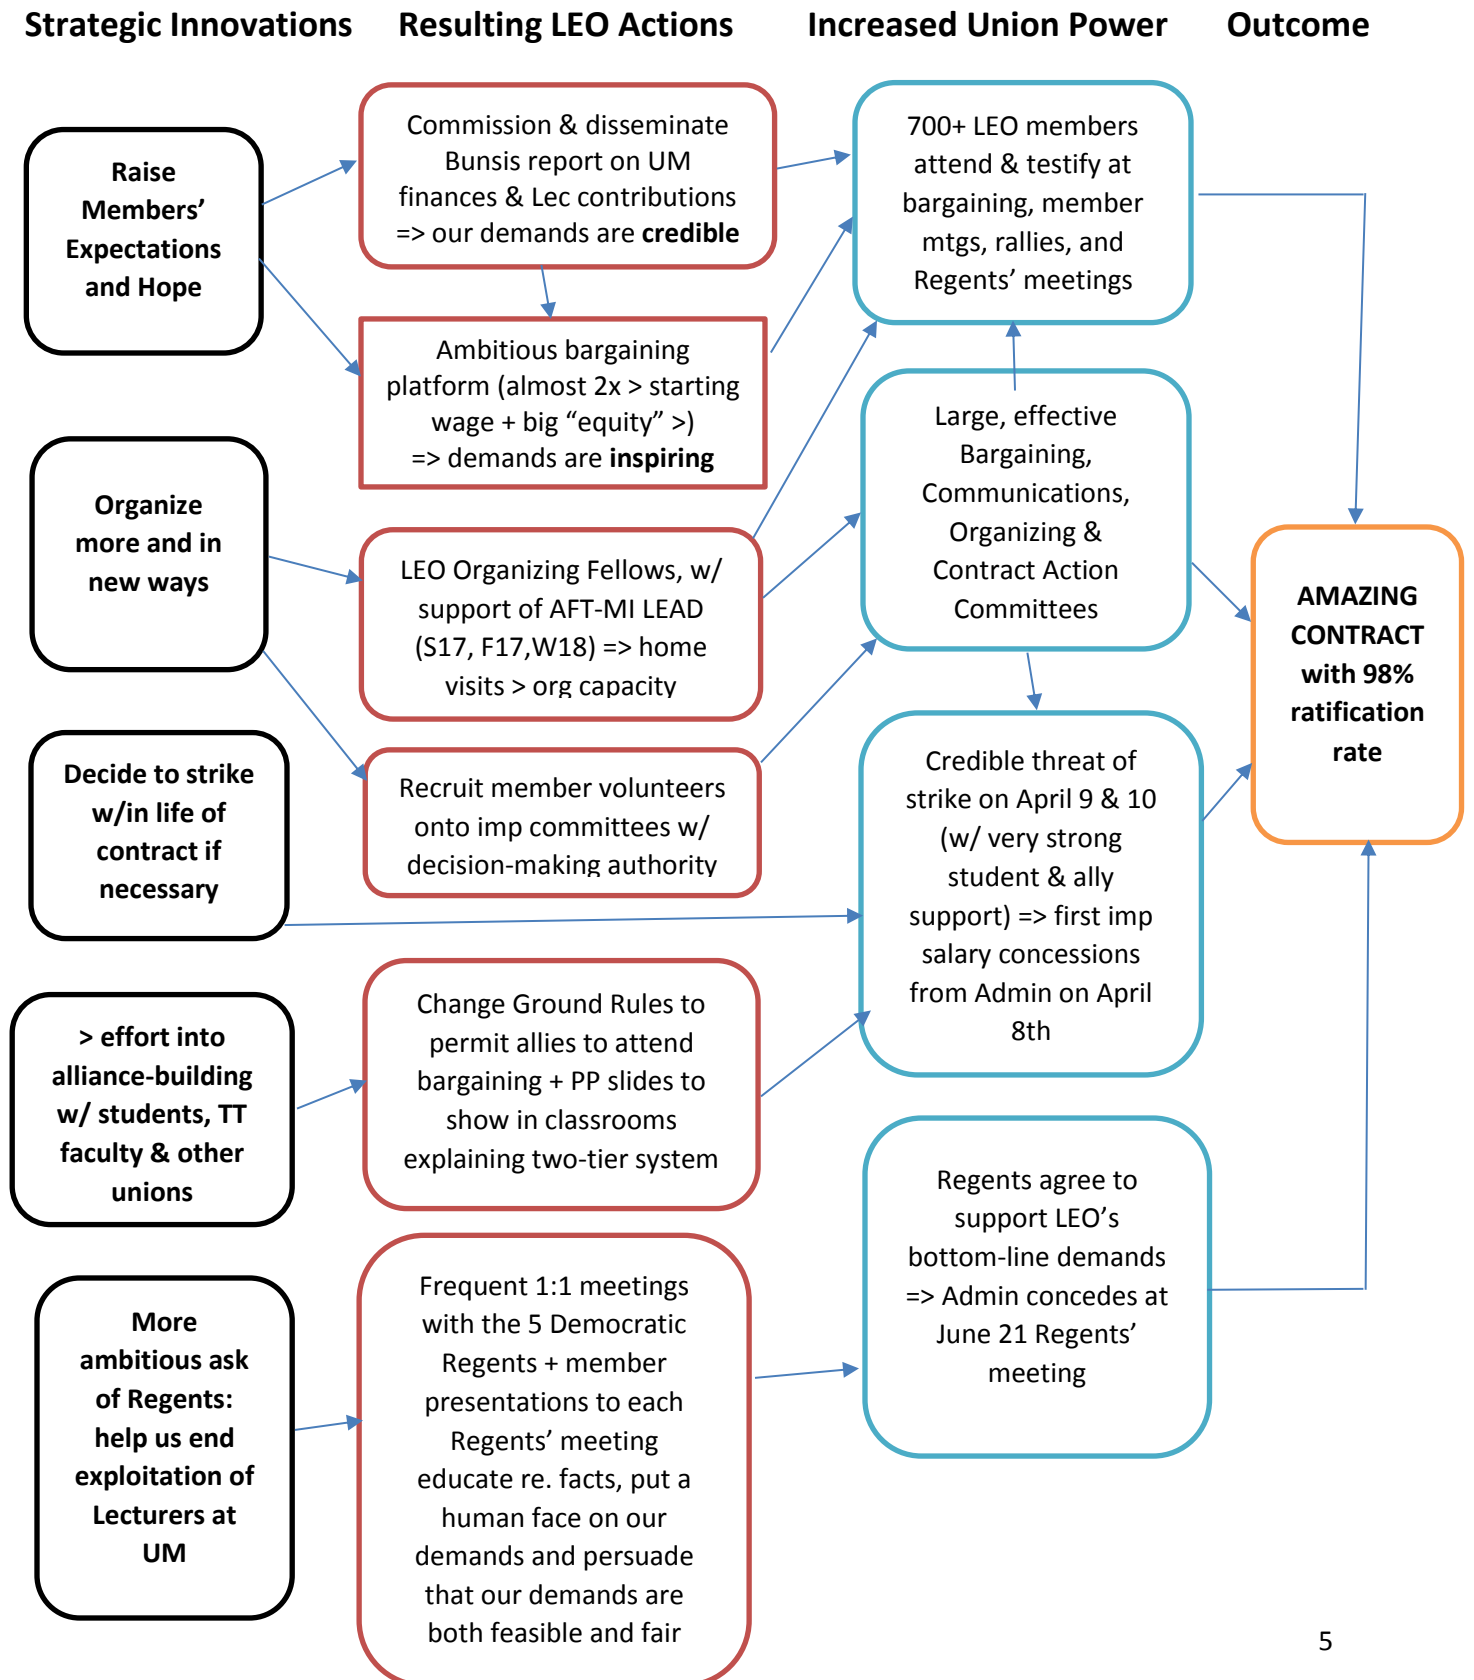 Strategic Innovations
Resulting LEO Actions
Increased Union Power
Outcome
Raise
Members’
Expectations
and Hope
Organize
more and in
new ways
Decide to strike
w/in life of
contract if
necessary
> effort into
alliance-building
w/ students, TT
faculty & other
unions
More
ambitious ask
of Regents:
help us end
exploitation of
Lecturers at
UM
Commission & disseminate
Bunsis report on UM
finances & Lec contributions
=> our demands are credible
Ambitious bargaining
platform (almost 2x > starting
wage + big “equity” >)
=> demands are inspiring
LEO Organizing Fellows, w/
support of AFT-MI LEAD
(S17, F17,W18) => home
visits > org capacity
Recruit member volunteers
onto imp committees w/
decision-making authority
Change Ground Rules to
permit allies to attend
bargaining + PP slides to
show in classrooms
explaining two-tier system
Frequent 1:1 meetings
with the 5 Democratic
Regents + member
presentations to each
Regents’ meeting
educate re. facts, put a
human face on our
demands and persuade
that our demands are
both feasible and fair
700+ LEO members
attend & testify at
bargaining, member
mtgs, rallies, and
Regents’ meetings
Large, effective
Bargaining,
Communications,
Organizing &
Contract Action
Committees
Credible threat of
strike on April 9 & 10
(w/ very strong
student & ally
support) => first imp
salary concessions
from Admin on April
8th
Regents agree to
support LEO’s
bottom-line demands
=> Admin concedes at
June 21 Regents’
meeting
AMAZING
CONTRACT
with 98%
ratification
rate
5